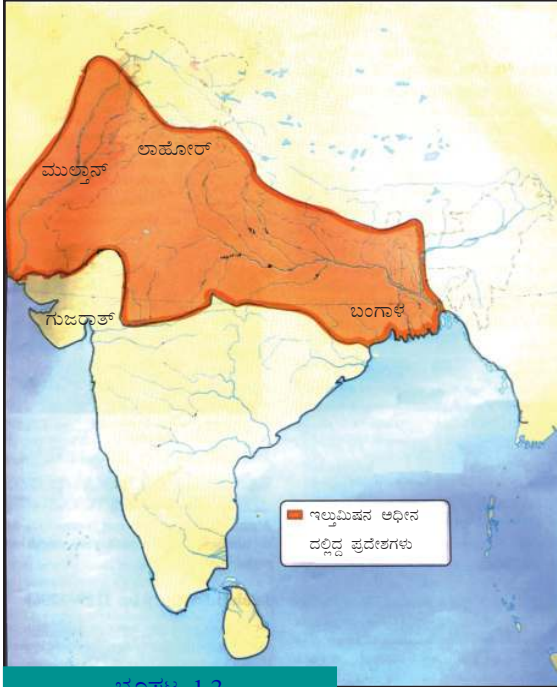 ಲಾಹೋರ್
ಮುಲ್ತಾನ್
ಗುಜರಾತ್
ಬಂಗಾಳ
ಇಲ್ತುಮಿಷನ ಅಧೀನ
ದಲ್ಲಿದ್ದ ಪ್ರದೇಶಗಳು